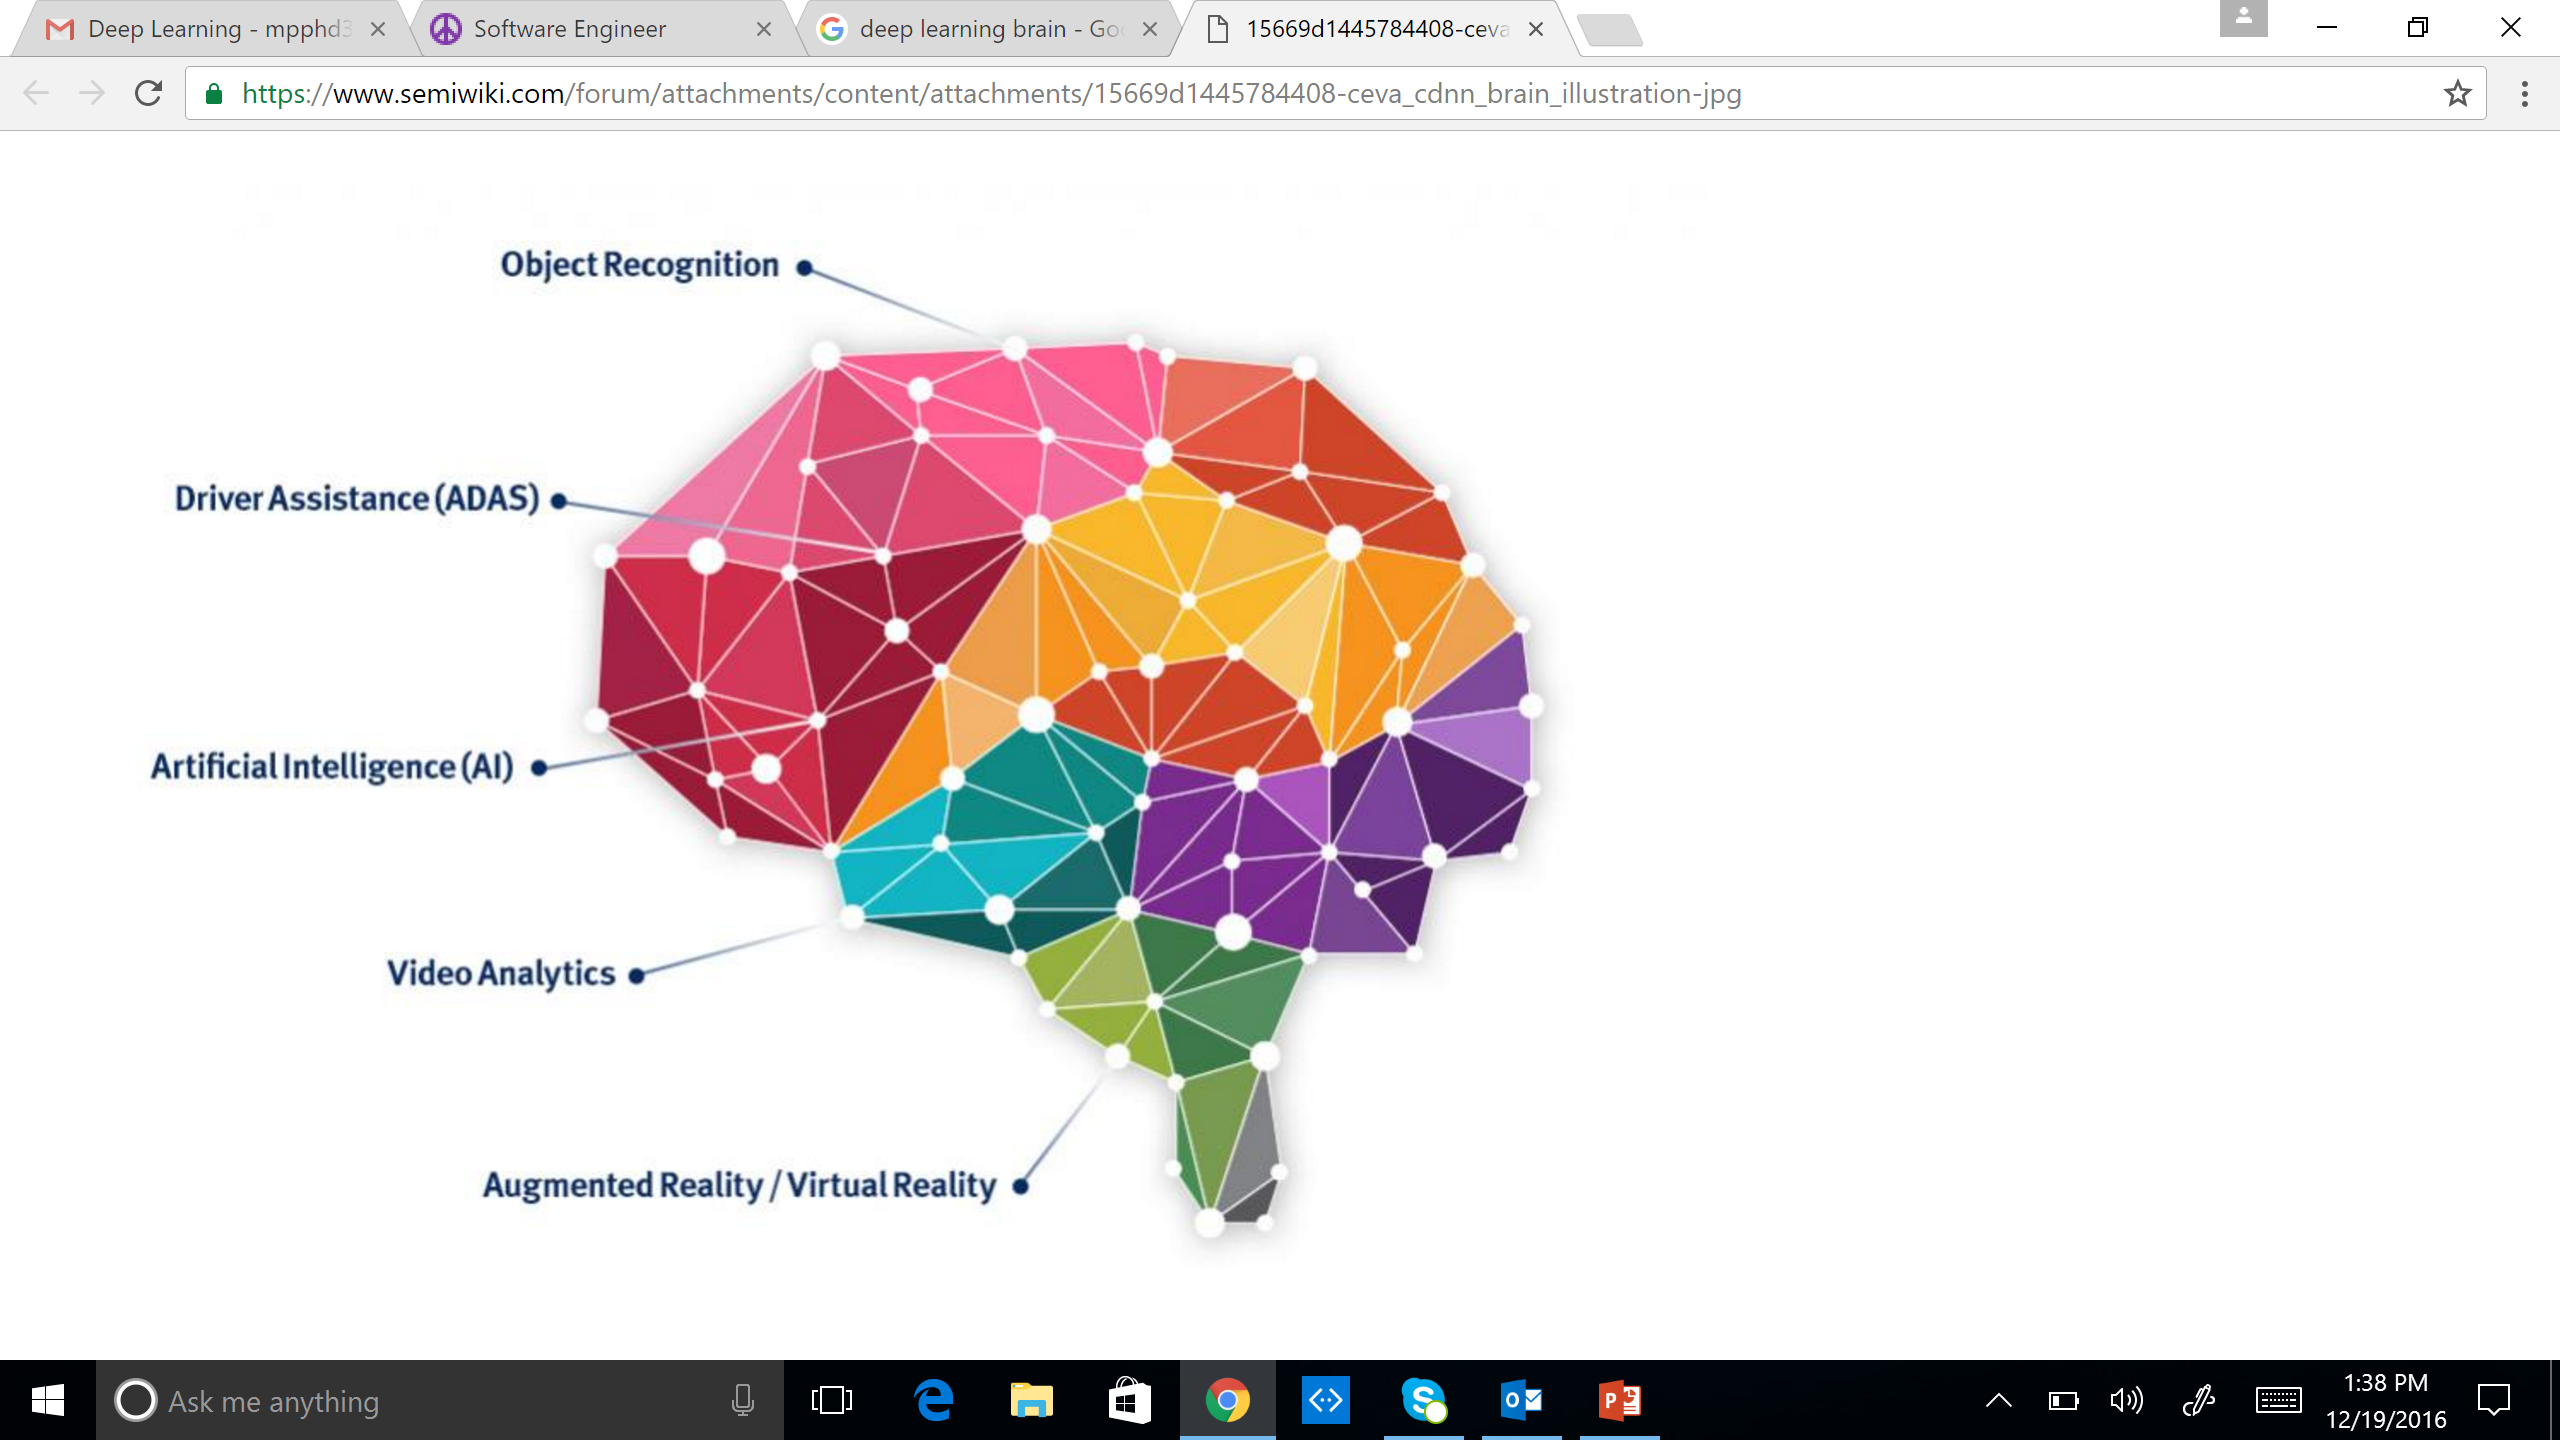 Deep Learning - mpphd3
Software Engineer
deep learning brain - Goo
15669d1445784408-ceva
https://www.semiwiki.com/forum/attachments/content/attachments/15669d1445784408-ceva_cdnn_brain_illustration-jpg
Object Recognition
Driver Assistance (ADAS)
Artificial Intelligence (AI)
Video Analytics
Augmented Reality / Virtual Reality
Ask me anything
1:38 PM
12/19/2016